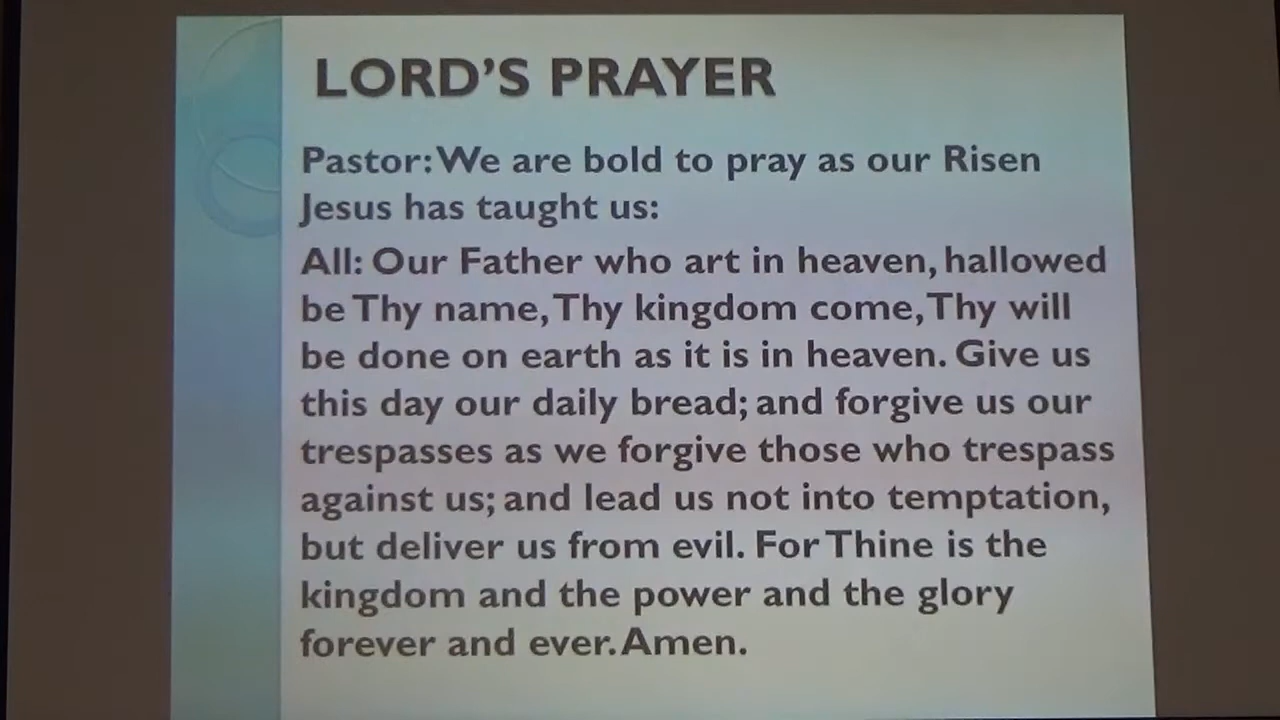 LORD'S PRAYER
Pastor: We are bold to pray as our Risen
Jesus has taught us:
All: Our Father who art in heaven, hallowed
be Thy name, Thy kingdom come, Thy will
be done on earth as it is in heaven. Give us
this day our daily bread; and forgive us our
trespasses as we forgive those who trespass
against us; and lead us not into temptation,
but deliver us from evil. For Thine is the
kingdom and the power and the glory
forever and ever. Amen.